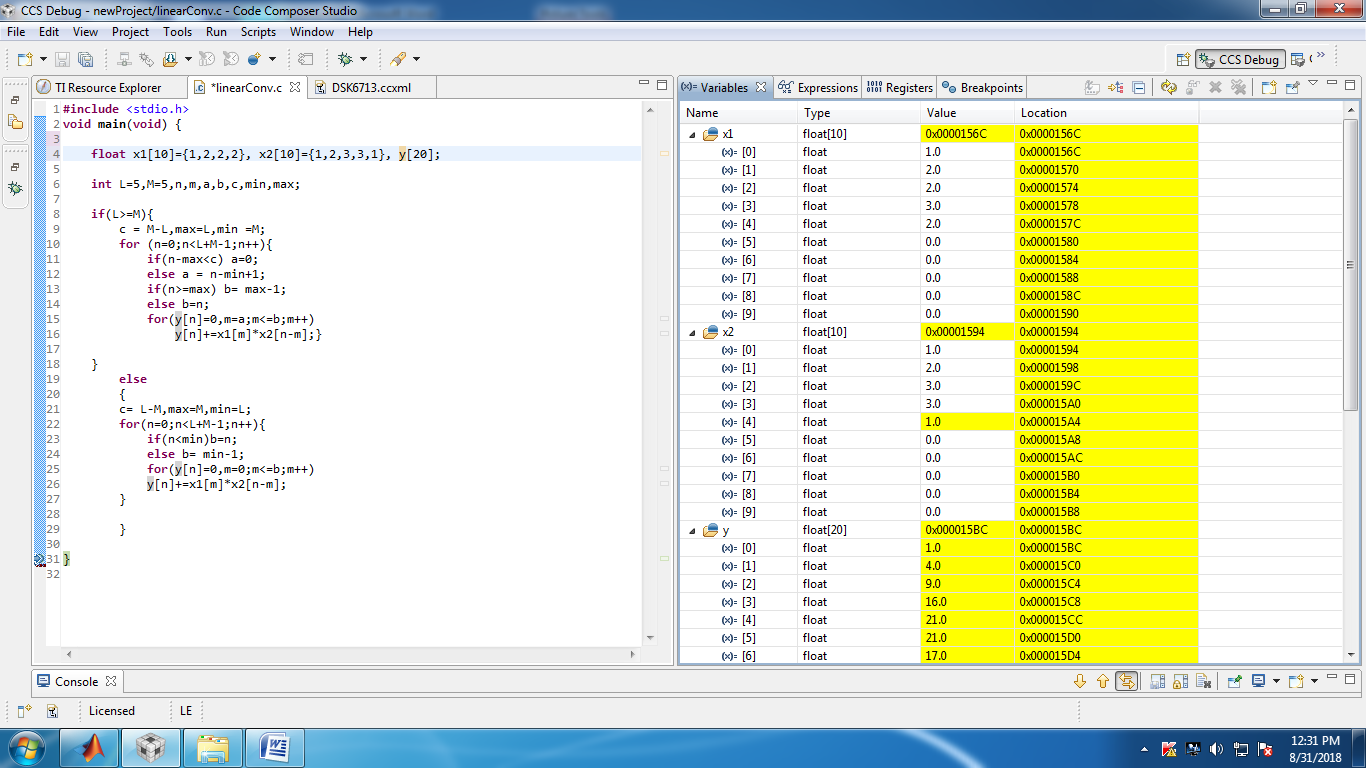 CCS Debug - newProject/linearConv.c - Code Composer Studio
File Edit View Project Tools Run Scripts Window Help
CCS Debug
TI Resource Explorer *linearConv.c DSK6713.ccxml
1 #include <stdio.h>
2 void main(void) {
3
4 float x1[10]={1,2,2,2}, x2[10]={1,2,3,3,1}, y[20];
5
6 int L=5,M=5,n,m,a,b,c,min,max;
7
8 if(L>=M){
9 c = M-L,max=L,min =M;
10 for (n=0;n<L+M-1;n++){
11 if(n-max<c) a=0;
12 else a = n-min+1;
13 if(n>=max) b= max-1;
14 else b=n;
15 for(y[n]=0,m=a;m<=b;m++)
16 y[n]+=x1[m]*x2[n-m];}
17
18 }
19 else
20 {
21 c= L-M,max=M,min=L;
22 for(n=0;n<L+M-1;n++){
23 if(n<min)b=n;
24 else b= min-1;
25 for(y[n]=0,m=0;m<=b;m++)
26 y[n]+=x1[m]*x2[n-m];
27 }
28
29 }
30
31 }
32
(x)= Variables Expressions 1010 0101 Registers Breakpoints
Name Type Value Location
x1 float[10] 0x0000156C 0x0000156C
(x)= [0] float 1.0 0x0000156C
(x)= [1] float 2.0 0x00001570
(x)= [2] float 2.0 0x00001574
(x)= [3] float 3.0 0x00001578
(x)= [4] float 2.0 0x0000157C
(x)= [5] float 0.0 0x00001580
(x)= [6] float 0.0 0x00001584
(x)= [7] float 0.0 0x00001588
(x)= [8] float 0.0 0x0000158C
(x)= [9] float 0.0 0x00001590
x2 float[10] 0x00001594 0x00001594
(x)= [0] float 1.0 0x00001594
(x)= [1] float 2.0 0x00001598
(x)= [2] float 3.0 0x0000159C
(x)= [3] float 3.0 0x000015A0
(x)= [4] float 1.0 0x000015A4
(x)= [5] float 0.0 0x000015A8
(x)= [6] float 0.0 0x000015AC
(x)= [7] float 0.0 0x000015B0
(x)= [8] float 0.0 0x000015B4
(x)= [9] float 0.0 0x000015B8
y float[20] 0x000015BC 0x000015BC
(x)= [0] float 1.0 0x000015BC
(x)= [1] float 4.0 0x000015C0
(x)= [2] float 9.0 0x000015C4
(x)= [3] float 16.0 0x000015C8
(x)= [4] float 21.0 0x000015CC
(x)= [5] float 21.0 0x000015D0
(x)= [6] float 17.0 0x000015D4
Console
Licensed LE
12:31 PM
8/31/2018